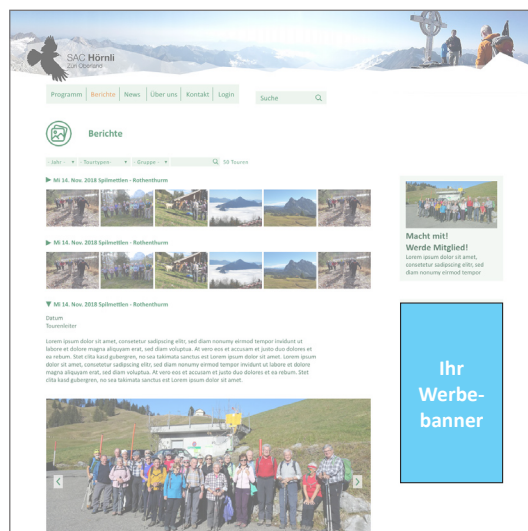 SAC Hörnli
Züri Oberland
Programm Berichte News Über uns Kontakt Login
Suche
Berichte
- Jahr - - Tourtypen- - Gruppe - 50 Touren
Mi 14. Nov. 2018 Spilmettlen - Rothenthurm
Mi 14. Nov. 2018 Spilmettlen - Rothenthurm
Mi 14. Nov. 2018 Spilmettlen - Rothenthurm
Datum
Tourenleiter
Lorem ipsum dolor sit amet, consetetur sadipscing elitr, sed diam nonumy eirmod tempor invidunt ut
labore et dolore magna aliquyam erat, sed diam voluptua. At vero eos et accusam et justo duo dolores et
ea rebum. Stet clita kasd gubergren, no sea takimata sanctus est Lorem ipsum dolor sit amet. Lorem ipsum
dolor sit amet, consetetur sadipscing elitr, sed diam nonumy eirmod tempor invidunt ut labore et dolore
magna aliquyam erat, sed diam voluptua. At vero eos et accusam et justo duo dolores et ea rebum. Stet
clita kasd gubergren, no sea takimata sanctus est Lorem ipsum dolor sit amet.
Macht mit!
Werde Mitglied!
Lorem ipsum dolor sit amet,
consetetur sadipscing elitr, sed
diam nonumy eirmod tempor
Ihr
Werbe-
banner